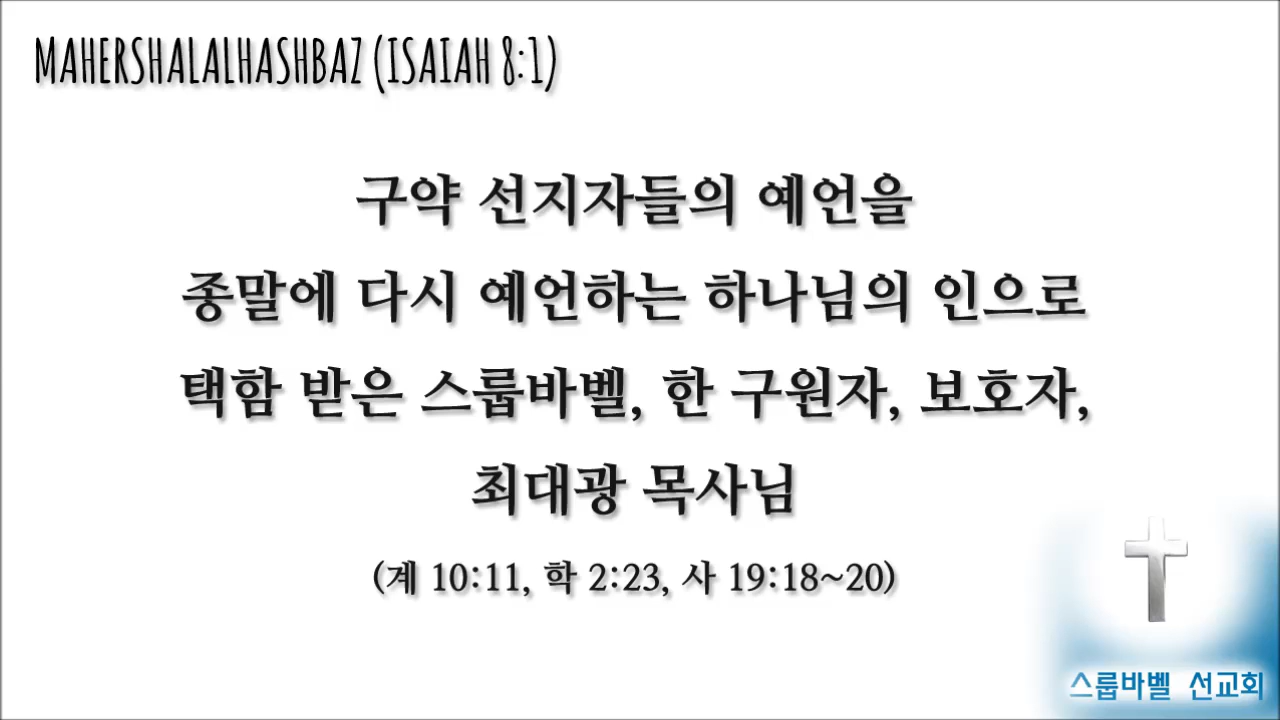 MAHERSHALALHASHBAZ (ISAIAH 8:1)
구약 선지자들의 예언을
종말에 다시 예언하는 하나님의 인으로
택함 받은 스룹바벨, 한 구원자, 보호자,
최대광 목사님
(계 10:11, 학 2:23, 사 19:18~20)
스룹바벨 선교회